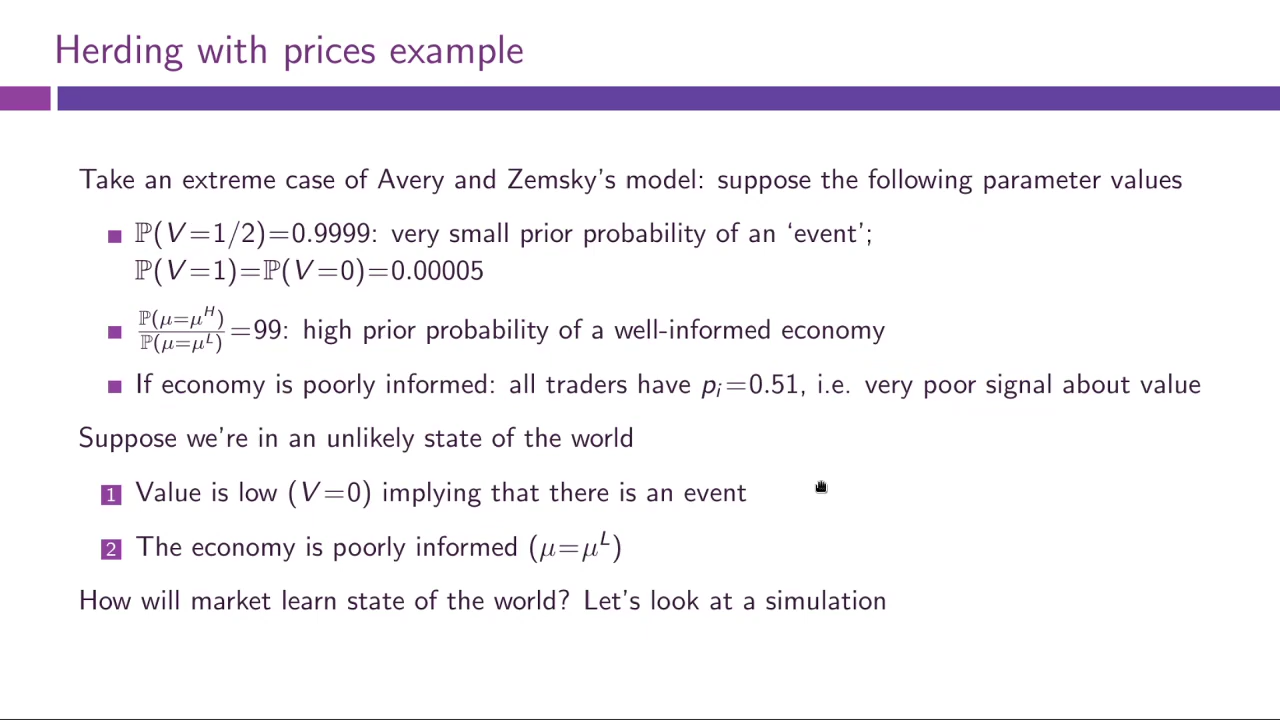 Herding with prices example
Take an extreme case of Avery and Zemsky's model: suppose the following parameter values
ℙ(V=1/2)=0.9999: very small prior probability of an 'event';
ℙ(V=1)=ℙ(V=0)=0.00005
ℙ(μ=μ^H)/ℙ(μ=μ^L)=99: high prior probability of a well-informed economy
If economy is poorly informed: all traders have p_i=0.51, i.e. very poor signal about value
Suppose we're in an unlikely state of the world
1 Value is low (V=0) implying that there is an event
2 The economy is poorly informed (μ=μ^L)
How will market learn state of the world? Let's look at a simulation